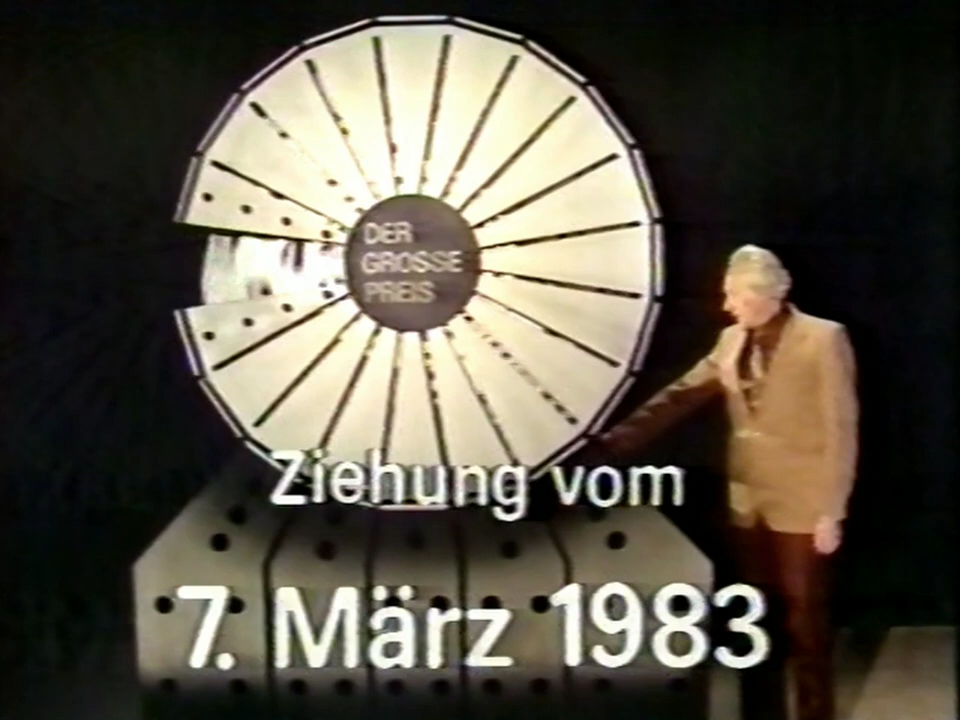 DER
GROSSE
PREIS
Ziehung vom
7. März 1983